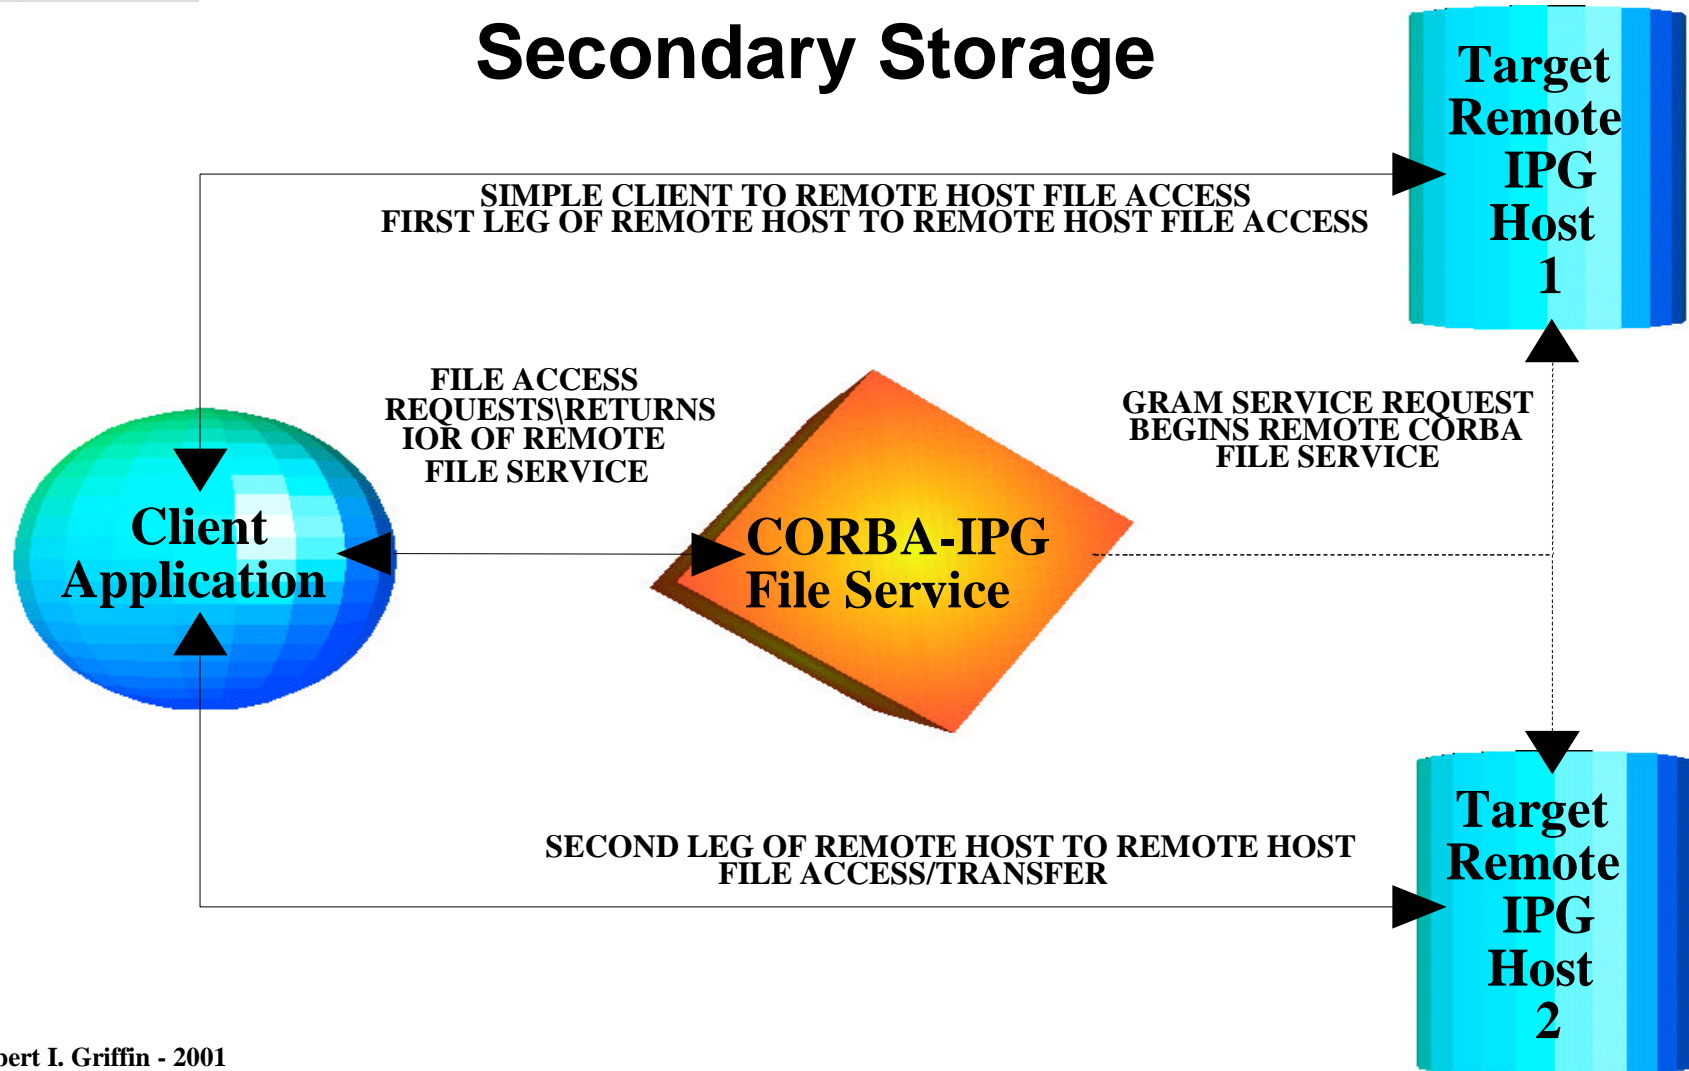 Secondary Storage
Target
Remote
IPG
Host
1
SIMPLE CLIENT TO REMOTE HOST FILE ACCESS
FIRST LEG OF REMOTE HOST TO REMOTE HOST FILE ACCESS
FILE ACCESS
REQUESTS\RETURNS
IOR OF REMOTE
FILE SERVICE
GRAM SERVICE REQUEST
BEGINS REMOTE CORBA
FILE SERVICE
Client
Application
CORBA-IPG
File Service
SECOND LEG OF REMOTE HOST TO REMOTE HOST
FILE ACCESS/TRANSFER
Target
Remote
IPG
Host
2
I. Griffin - 2001